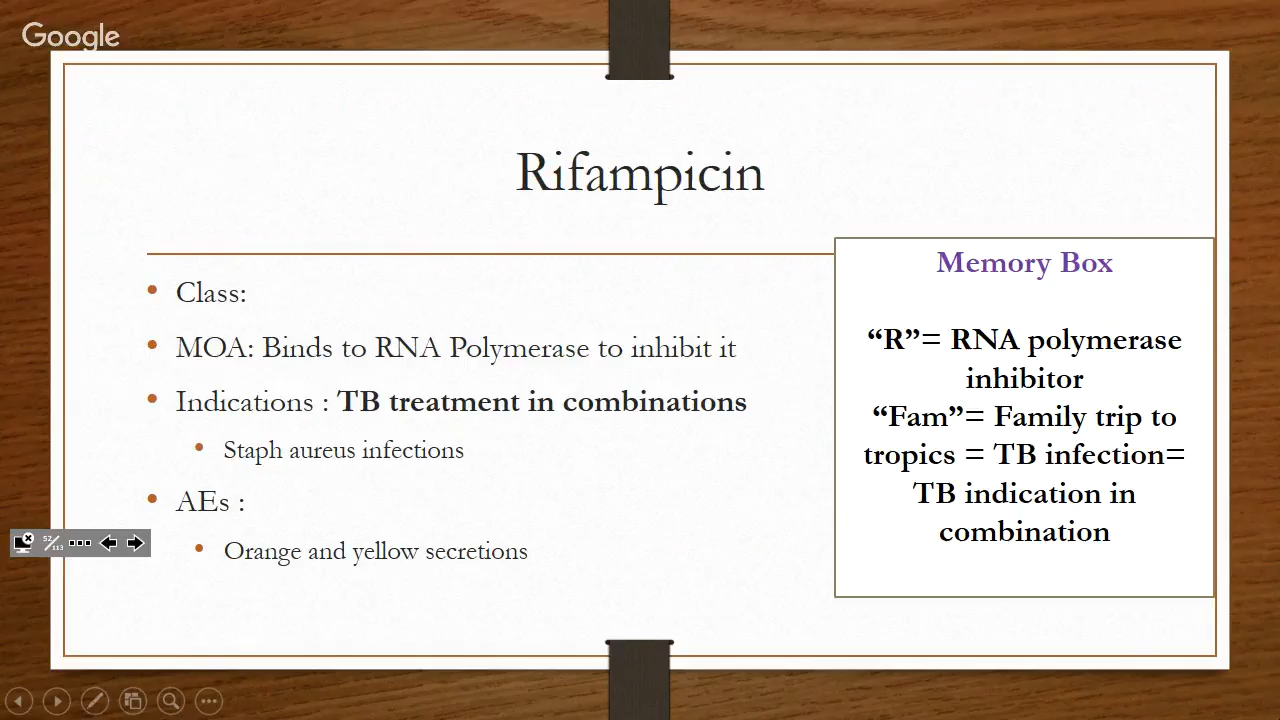 Google
Rifampicin
Class:
MOA: Binds to RNA Polymerase to inhibit it
Indications : TB treatment in combinations
Staph aureus infections
AEs :
Orange and yellow secretions
Memory Box
“R”= RNA polymerase
inhibitor
“Fam”= Family trip to
tropics = TB infection=
TB indication in
combination
52/113